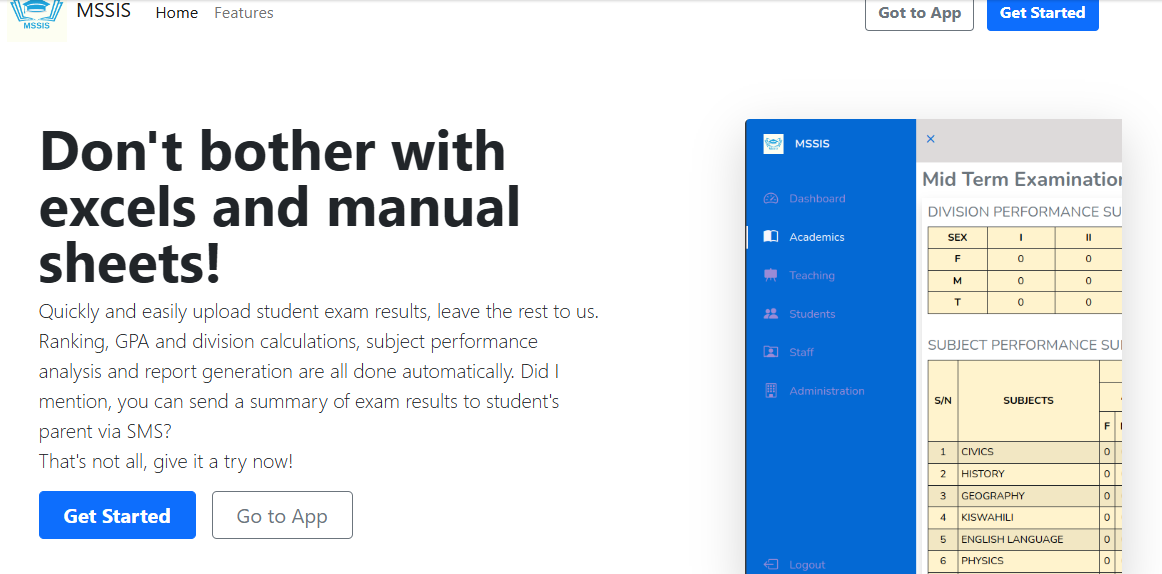 MSSIS
MSSIS Home Features Got to App Get Started
Don't bother with
excels and manual
sheets!
Quickly and easily upload student exam results, leave the rest to us.
Ranking, GPA and division calculations, subject performance
analysis and report generation are all done automatically. Did I
mention, you can send a summary of exam results to student's
parent via SMS?
That's not all, give it a try now!
Get Started Go to App
MSSIS
Dashboard
Academics
Teaching
Students
Staff
Administration
Logout
×
Mid Term Examination
DIVISION PERFORMANCE SU
SEX I II
F 0 0
M 0 0
T 0 0
SUBJECT PERFORMANCE SU
S/N SUBJECTS
F
1 CIVICS 0
2 HISTORY 0
3 GEOGRAPHY 0
4 KISWAHILI 0
5 ENGLISH LANGUAGE 0
6 PHYSICS 0